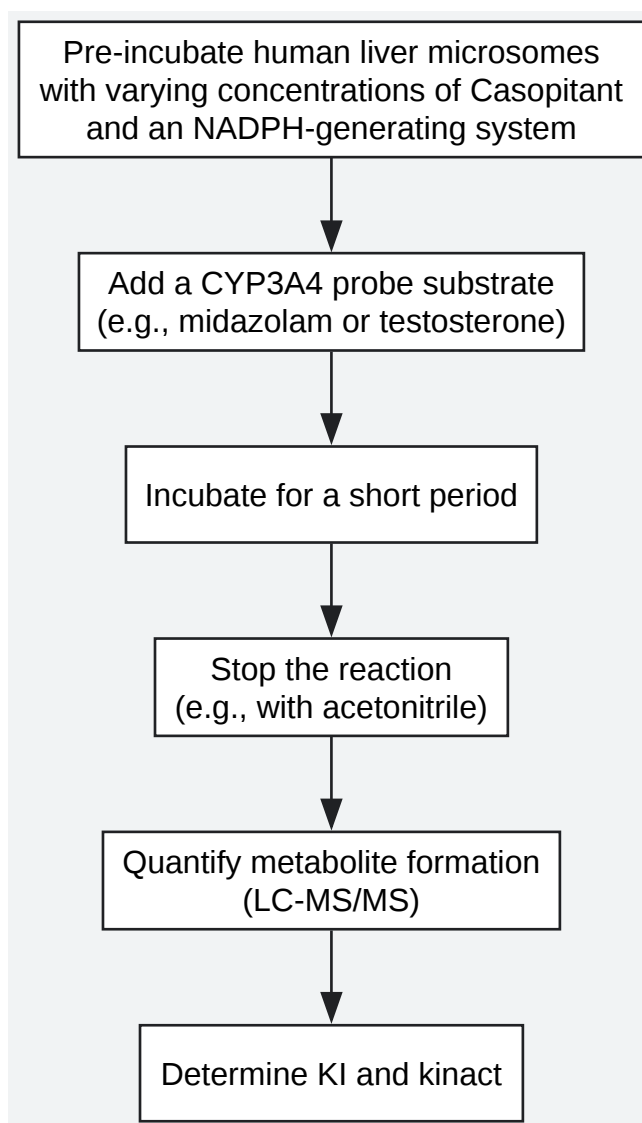 Pre-incubate human liver microsomes
with varying concentrations of Casopitant
and an NADPH-generating system
Add a CYP3A4 probe substrate
(e.g., midazolam or testosterone)
Incubate for a short period
Stop the reaction
(e.g., with acetonitrile)
Quantify metabolite formation
(LC-MS/MS)
Determine KI and kinact